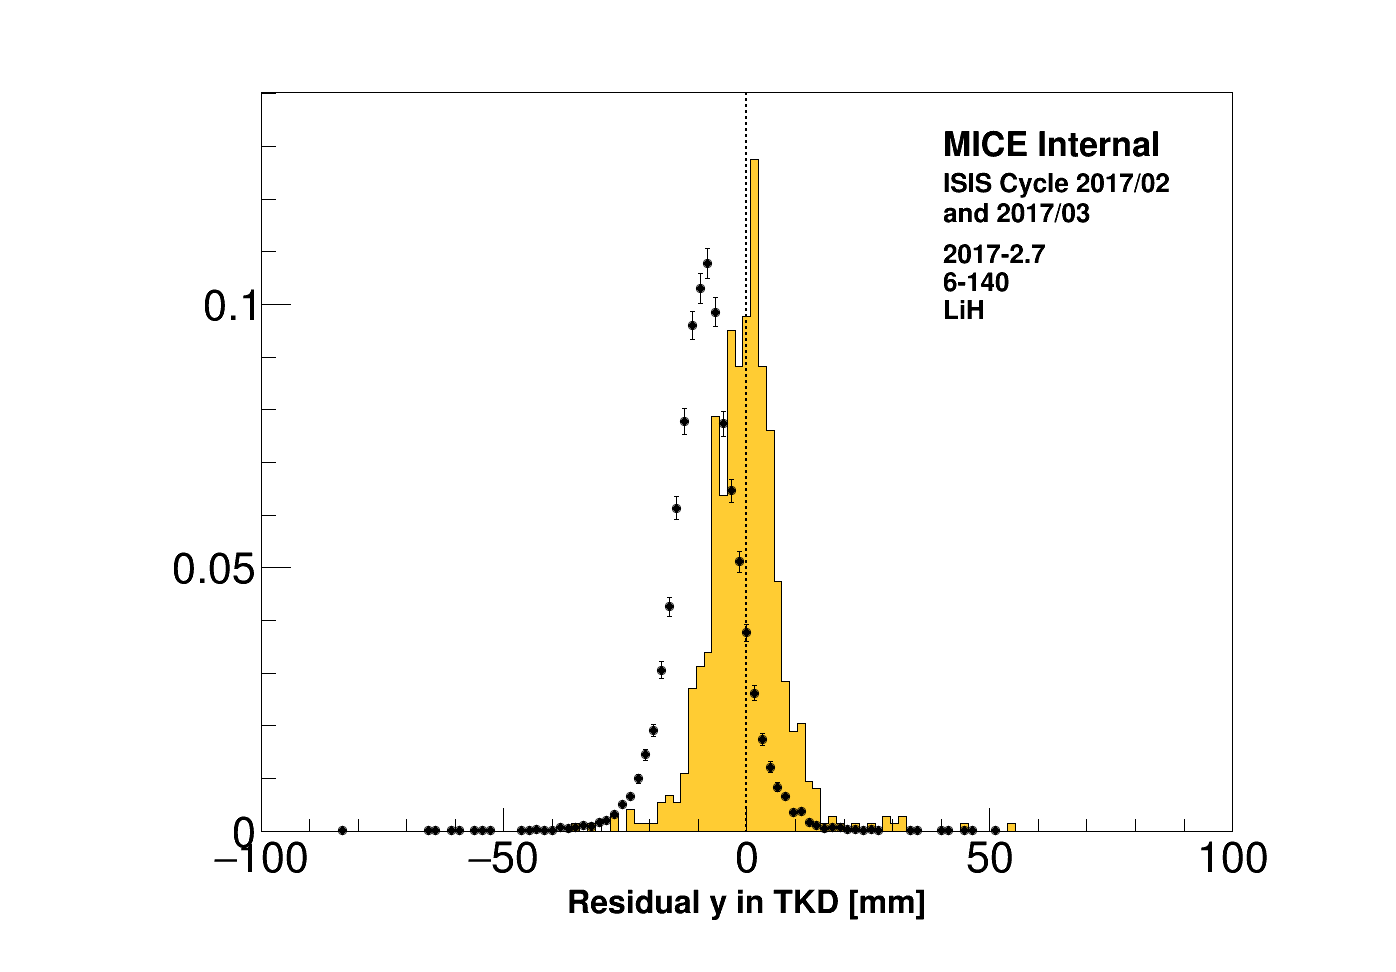 MICE Internal
ISIS Cycle 2017/02
and 2017/03
2017-2.7
6-140
LiH
0.1
0.05
0
−100 −50 0 50 100
Residual y in TKD [mm]